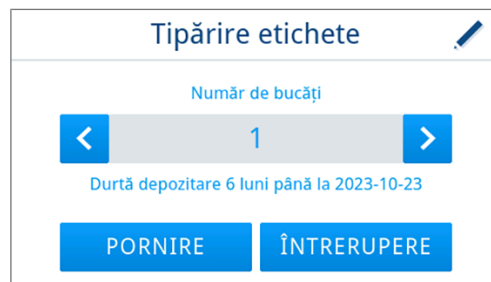 Tipărire etichete
Număr de bucăți
1
Durtă depozitare 6 luni până la 2023-10-23
PORNIRE
ÎNTRERUPERE